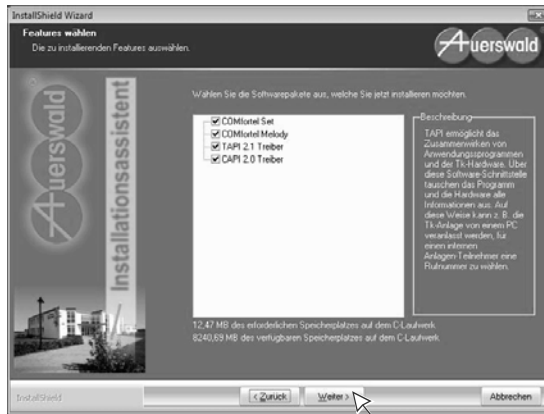 InstallShield Wizard
Features wählen
Die zu installierenden Features auswählen.
Auerswald
Auerswald
Installationsassistent
Wählen Sie die Softwarepakete aus, welche Sie jetzt installieren möchten.
COMfortel Set
COMfortel Melody
TAPI 2.1 Treiber
CAPI 2.0 Treiber
Beschreibung
TAPI ermöglicht das
Zusammenwirken von
Anwendungsprogrammen
und der Tk-Hardware. Über
diese Software-Schnittstelle
tauschen das Programm
und die Hardware alle
Informationen aus. Auf
diese Weise kann z. B. die
Tk-Anlage von einem PC
veranlasst werden, für
einen internen
Anlagen-Teilnehmer eine
Rufnummer zu wählen.
12,47 MB des erforderlichen Speicherplatzes auf dem C-Laufwerk
8240,69 MB des verfügbaren Speicherplatzes auf dem C-Laufwerk
InstallShield
< Zurück
Weiter >
Abbrechen